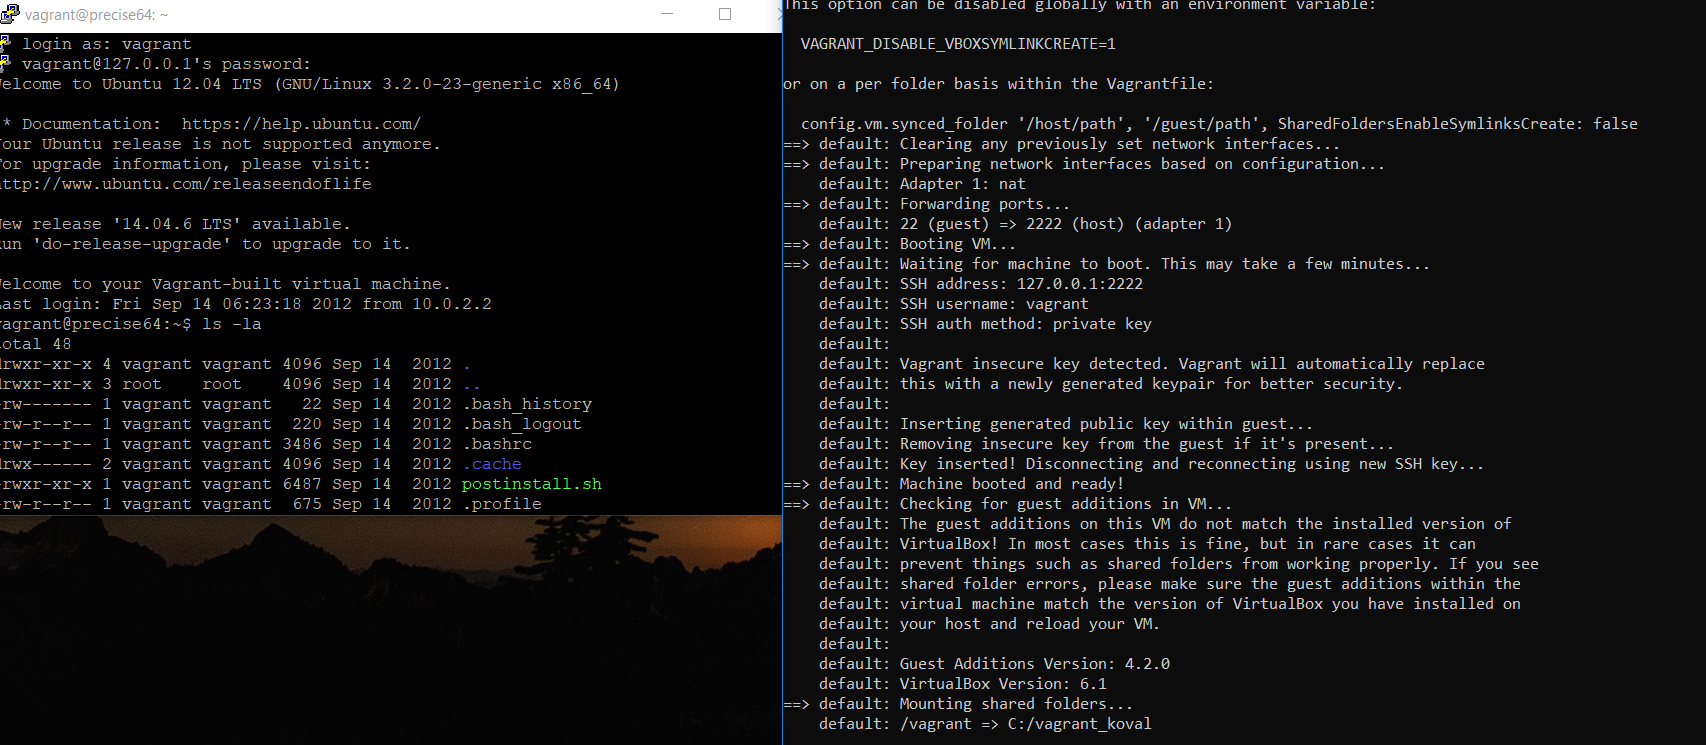 vagrant@precise64: ~
login as: vagrant
vagrant@127.0.0.1's password:
elcome to Ubuntu 12.04 LTS (GNU/Linux 3.2.0-23-generic x86_64)
* Documentation:  https://help.ubuntu.com/
our Ubuntu release is not supported anymore.
or upgrade information, please visit:
ttp://www.ubuntu.com/releaseendoflife
ew release '14.04.6 LTS' available.
un 'do-release-upgrade' to upgrade to it.
elcome to your Vagrant-built virtual machine.
Last login: Fri Sep 14 06:23:18 2012 from 10.0.2.2
vagrant@precise64:~$ ls -la
otal 48
drwxr-xr-x 4 vagrant vagrant 4096 Sep 14  2012 .
drwxr-xr-x 3 root    root    4096 Sep 14  2012 ..
-rw------- 1 vagrant vagrant   22 Sep 14  2012 .bash_history
-rw-r--r-- 1 vagrant vagrant  220 Sep 14  2012 .bash_logout
-rw-r--r-- 1 vagrant vagrant 3486 Sep 14  2012 .bashrc
drwx------ 2 vagrant vagrant 4096 Sep 14  2012 .cache
-rwxr-xr-x 1 vagrant vagrant 6487 Sep 14  2012 postinstall.sh
-rw-r--r-- 1 vagrant vagrant  675 Sep 14  2012 .profile
This option can be disabled globally with an environment variable:
VAGRANT_DISABLE_VBOXSYMLINKCREATE=1
or on a per folder basis within the Vagrantfile:
config.vm.synced_folder '/host/path', '/guest/path', SharedFoldersEnableSymlinksCreate: false
==> default: Clearing any previously set network interfaces...
==> default: Preparing network interfaces based on configuration...
default: Adapter 1: nat
==> default: Forwarding ports...
default: 22 (guest) => 2222 (host) (adapter 1)
==> default: Booting VM...
==> default: Waiting for machine to boot. This may take a few minutes...
default: SSH address: 127.0.0.1:2222
default: SSH username: vagrant
default: SSH auth method: private key
default:
default: Vagrant insecure key detected. Vagrant will automatically replace
default: this with a newly generated keypair for better security.
default:
default: Inserting generated public key within guest...
default: Removing insecure key from the guest if it's present...
default: Key inserted! Disconnecting and reconnecting using new SSH key...
==> default: Machine booted and ready!
==> default: Checking for guest additions in VM...
default: The guest additions on this VM do not match the installed version of
default: VirtualBox! In most cases this is fine, but in rare cases it can
default: prevent things such as shared folders from working properly. If you see
default: shared folder errors, please make sure the guest additions within the
default: virtual machine match the version of VirtualBox you have installed on
default: your host and reload your VM.
default:
default: Guest Additions Version: 4.2.0
default: VirtualBox Version: 6.1
==> default: Mounting shared folders...
default: /vagrant => C:/vagrant_koval